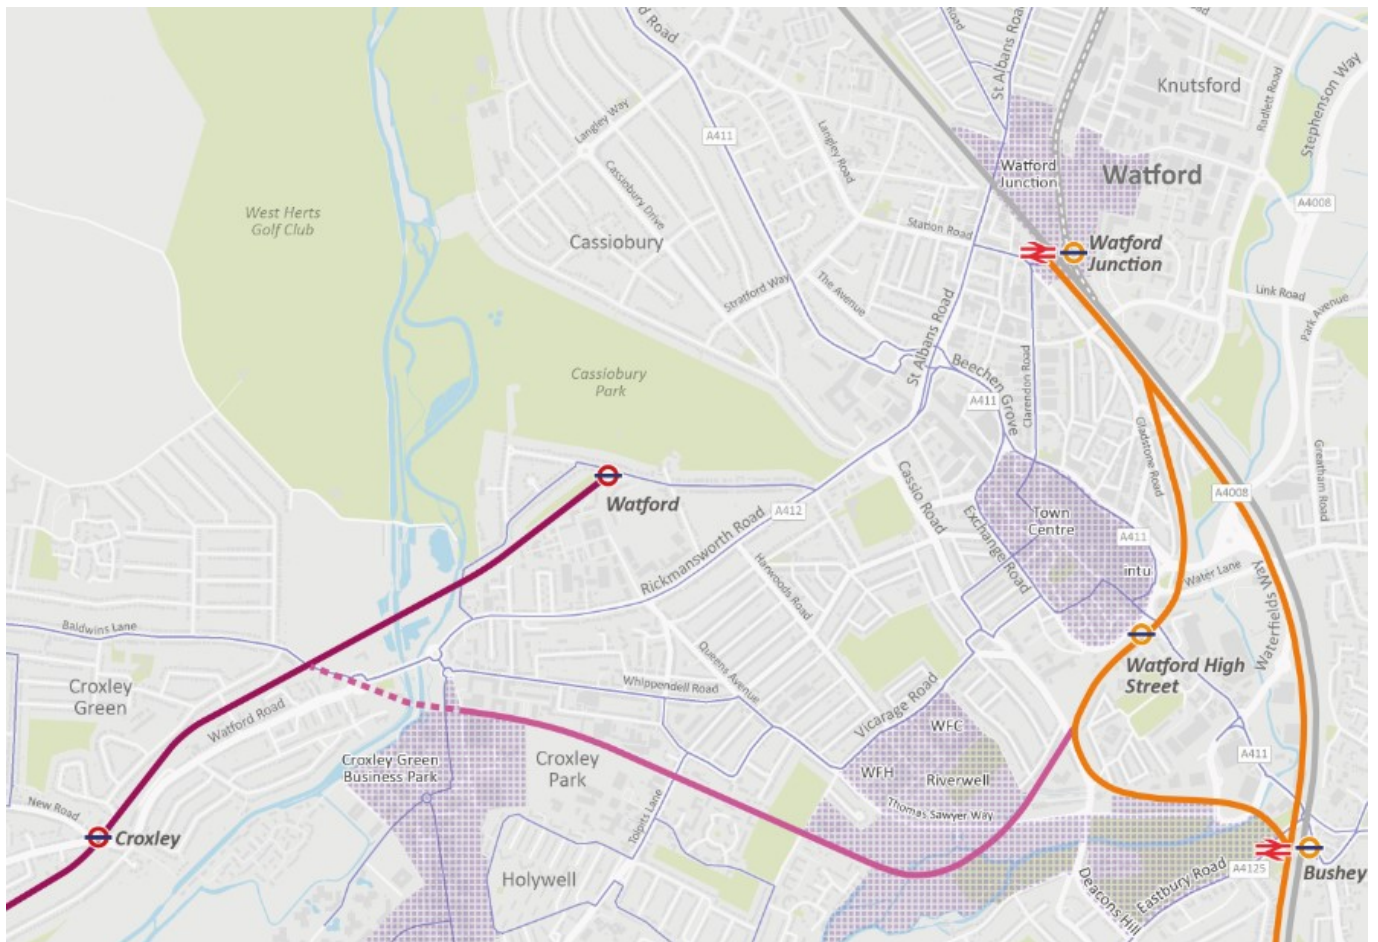 d Road
Road
St Albans Roa
Knutsford
Radlett Road
Stephenson Way
Langley Way
A411
Langley Road
Watford
Junction
Watford
Cassiobury Drive
A4008
West Herts
Golf Club
Cassiobury
Station Road
Watford
Junction
Stratford Way
The Avenue
Link Road
Park Avenue
St Albans Road
Beechen Grove
Clarendon Road
Cassiobury
Park
A411
Gladstone Road
Greatham Road
Watford
Cassio Road
A4008
Rickmansworth Road
A412
Exchange Road
Town
Centre
A411
intu
Water Lane
Harwoods Road
Waterfields Way
Baldwins Lane
Queens Avenue
Watford High
Street
Croxley
Green
Whippendell Road
Watford Road
Vicarage Road
WFC
A411
Croxley Green
Business Park
Croxley
Park
WFH
Riverwell
New Road
Thomas Sawyer Way
Tolpits Lane
Croxley
Holywell
Deacons Hill
Eastbury Road
A4125
Bushey